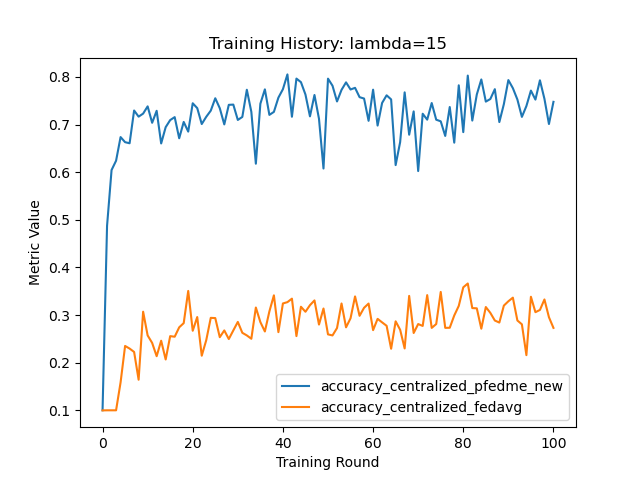 Training History: lambda=15
Metric Value
0.8
0.7
0.6
0.5
0.4
0.3
0.2
0.1
accuracy_centralized_pfedme_new
accuracy_centralized_fedavg
0 20 40 60 80 100
Training Round